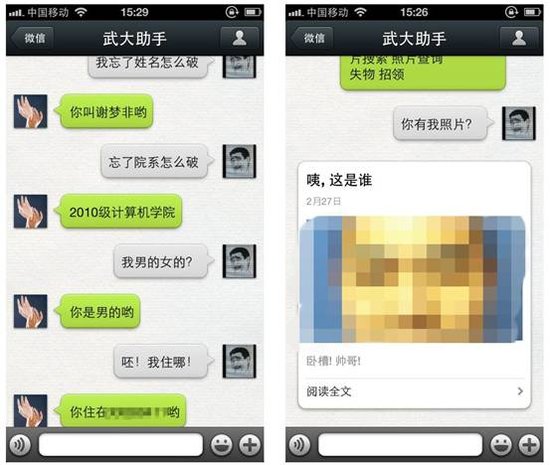 中国移动 15:29
微信 武大助手
我忘了姓名怎么破
你叫谢梦非哟
忘了院系怎么破
2010级计算机学院
我男的女的?
你是男的哟
呸！我住哪！
你住在 哟
中国移动 15:26
微信 武大助手
片搜索 照片查询
失物 招领
你有我照片?
咦, 这是谁
2月27日
卧槽! 帅哥!
阅读全文